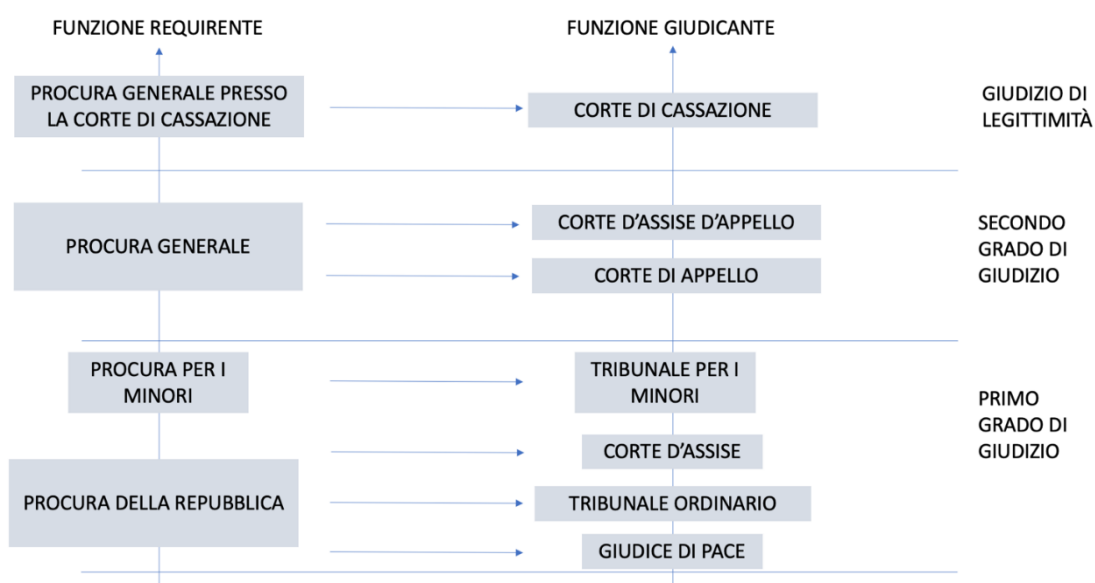 FUNZIONE REQUIRENTE
FUNZIONE GIUDICANTE
PROCURA GENERALE PRESSO
LA CORTE DI CASSAZIONE
CORTE DI CASSAZIONE
GIUDIZIO DI
LEGITTIMITÀ
PROCURA GENERALE
CORTE D'ASSISE D'APPELLO
CORTE DI APPELLO
SECONDO
GRADO DI
GIUDIZIO
PROCURA PER I
MINORI
TRIBUNALE PER I
MINORI
PRIMO
GRADO DI
GIUDIZIO
CORTE D'ASSISE
PROCURA DELLA REPUBBLICA
TRIBUNALE ORDINARIO
GIUDICE DI PACE